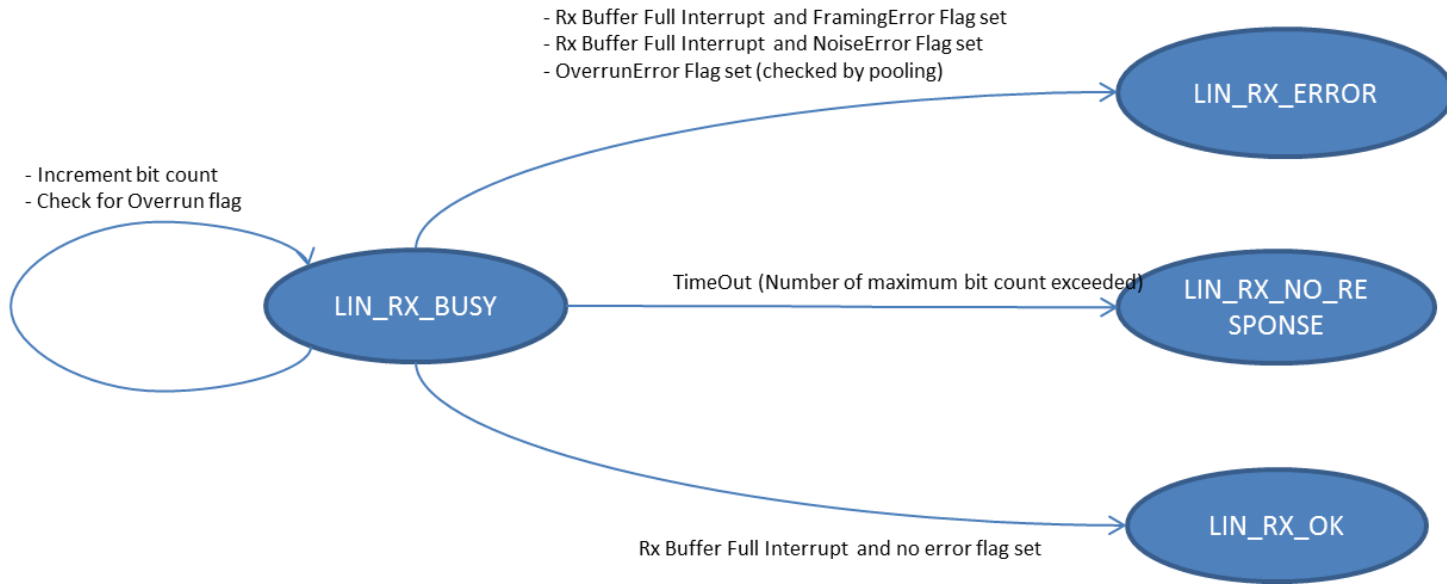 - Rx Buffer Full Interrupt and FramingError Flag set
- Rx Buffer Full Interrupt and NoiseError Flag set
- OverrunError Flag set (checked by pooling)
LIN_RX_ERROR
- Increment bit count
- Check for Overrun flag
LIN_RX_BUSY
TimeOut (Number of maximum bit count exceeded)
LIN_RX_NO_RE
SPONSE
Rx Buffer Full Interrupt and no error flag set
LIN_RX_OK